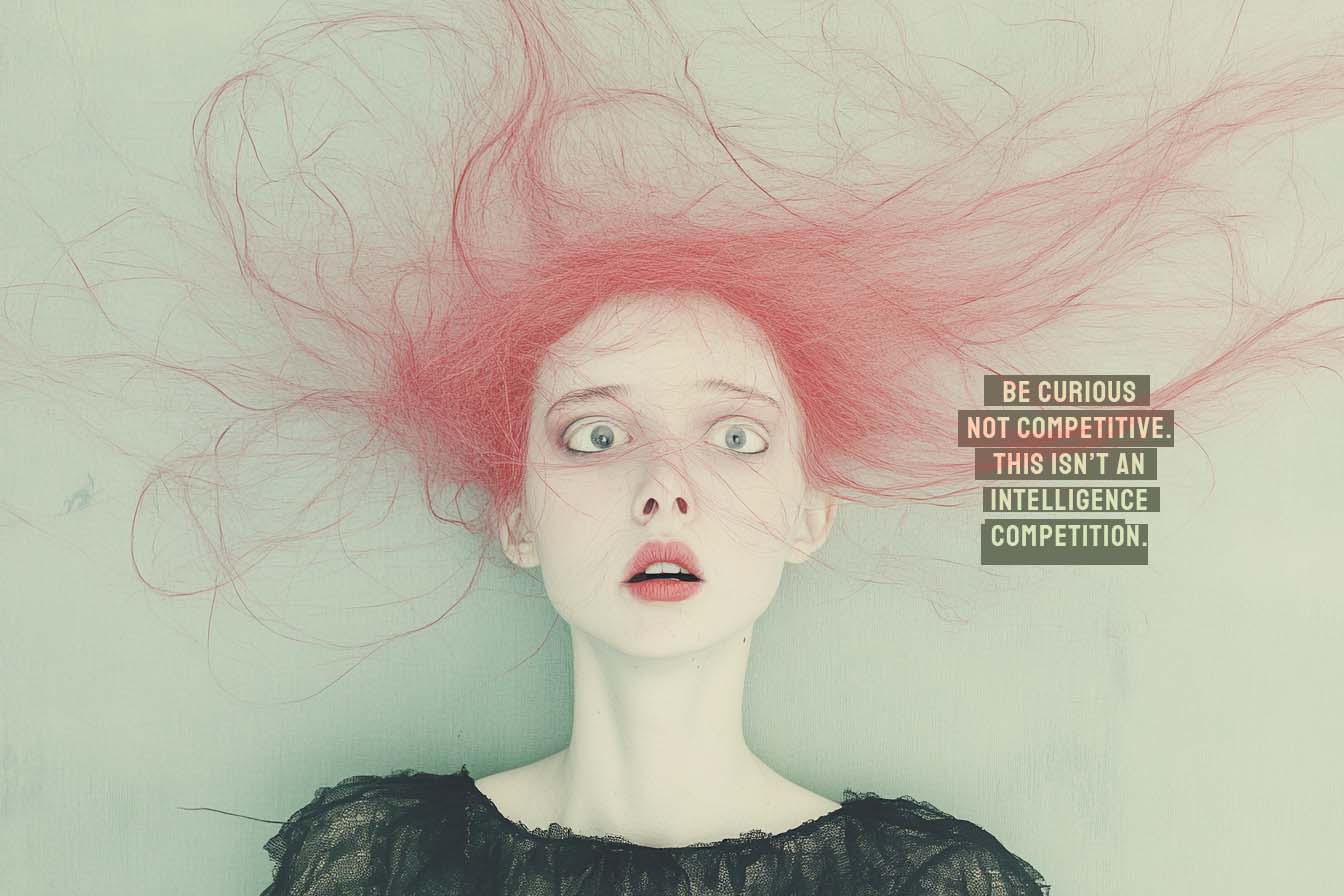 BE CURIOUS
NOT COMPETITIVE.
THIS ISN'T AN
INTELLIGENCE
COMPETITION.